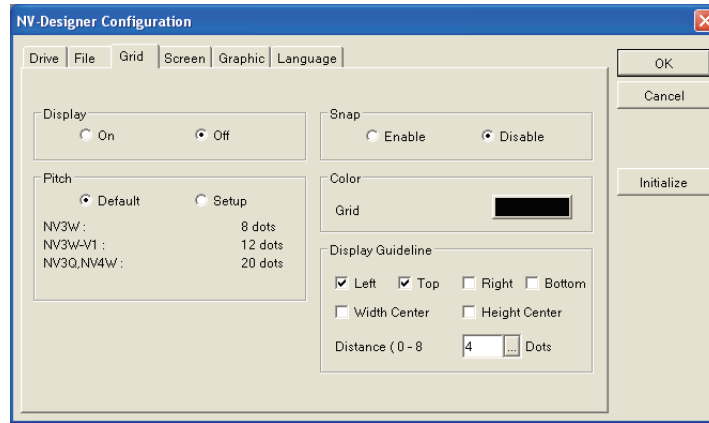 NV-Designer Configuration
Drive File Grid Screen Graphic Language
OK
Cancel
Initialize
Display
On Off
Pitch
Default Setup
NV3W : 8 dots
NV3W-V1 : 12 dots
NV3Q,NV4W : 20 dots
Snap
Enable Disable
Color
Grid
Display Guideline
Left Top Right Bottom
Width Center Height Center
Distance ( 0 - 8 4 ... Dots